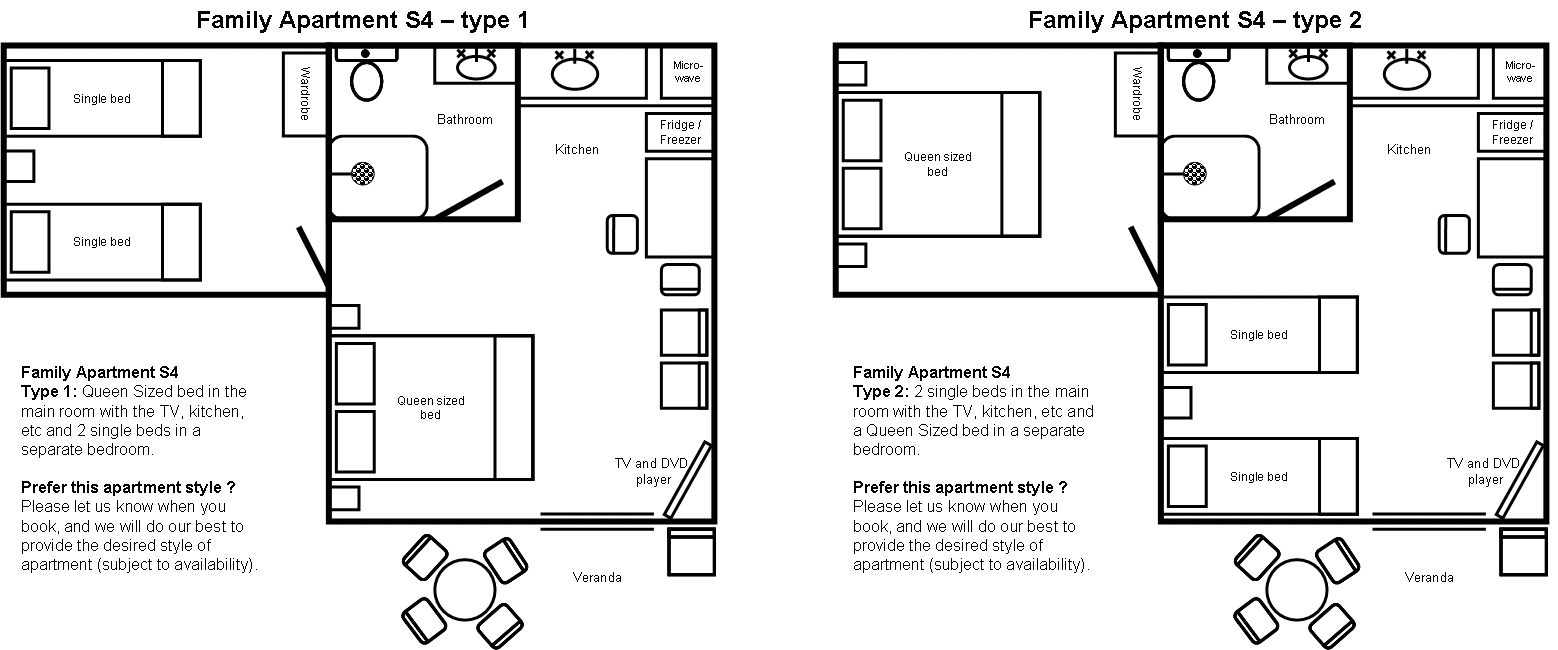 Family Apartment S4 – type 1
Single bed
Wardrobe
Single bed
Bathroom
Kitchen
Micro-
wave
Fridge /
Freezer
Queen sized
bed
TV and DVD
player
Veranda
Family Apartment S4
Type 1: Queen Sized bed in the
main room with the TV, kitchen,
etc and 2 single beds in a
separate bedroom.
Prefer this apartment style ?
Please let us know when you
book, and we will do our best to
provide the desired style of
apartment (subject to availability).
Family Apartment S4 – type 2
Queen sized
bed
Wardrobe
Bathroom
Kitchen
Micro-
wave
Fridge /
Freezer
Single bed
Single bed
TV and DVD
player
Veranda
Family Apartment S4
Type 2: 2 single beds in the main
room with the TV, kitchen, etc and
a Queen Sized bed in a separate
bedroom.
Prefer this apartment style ?
Please let us know when you
book, and we will do our best to
provide the desired style of
apartment (subject to availability).